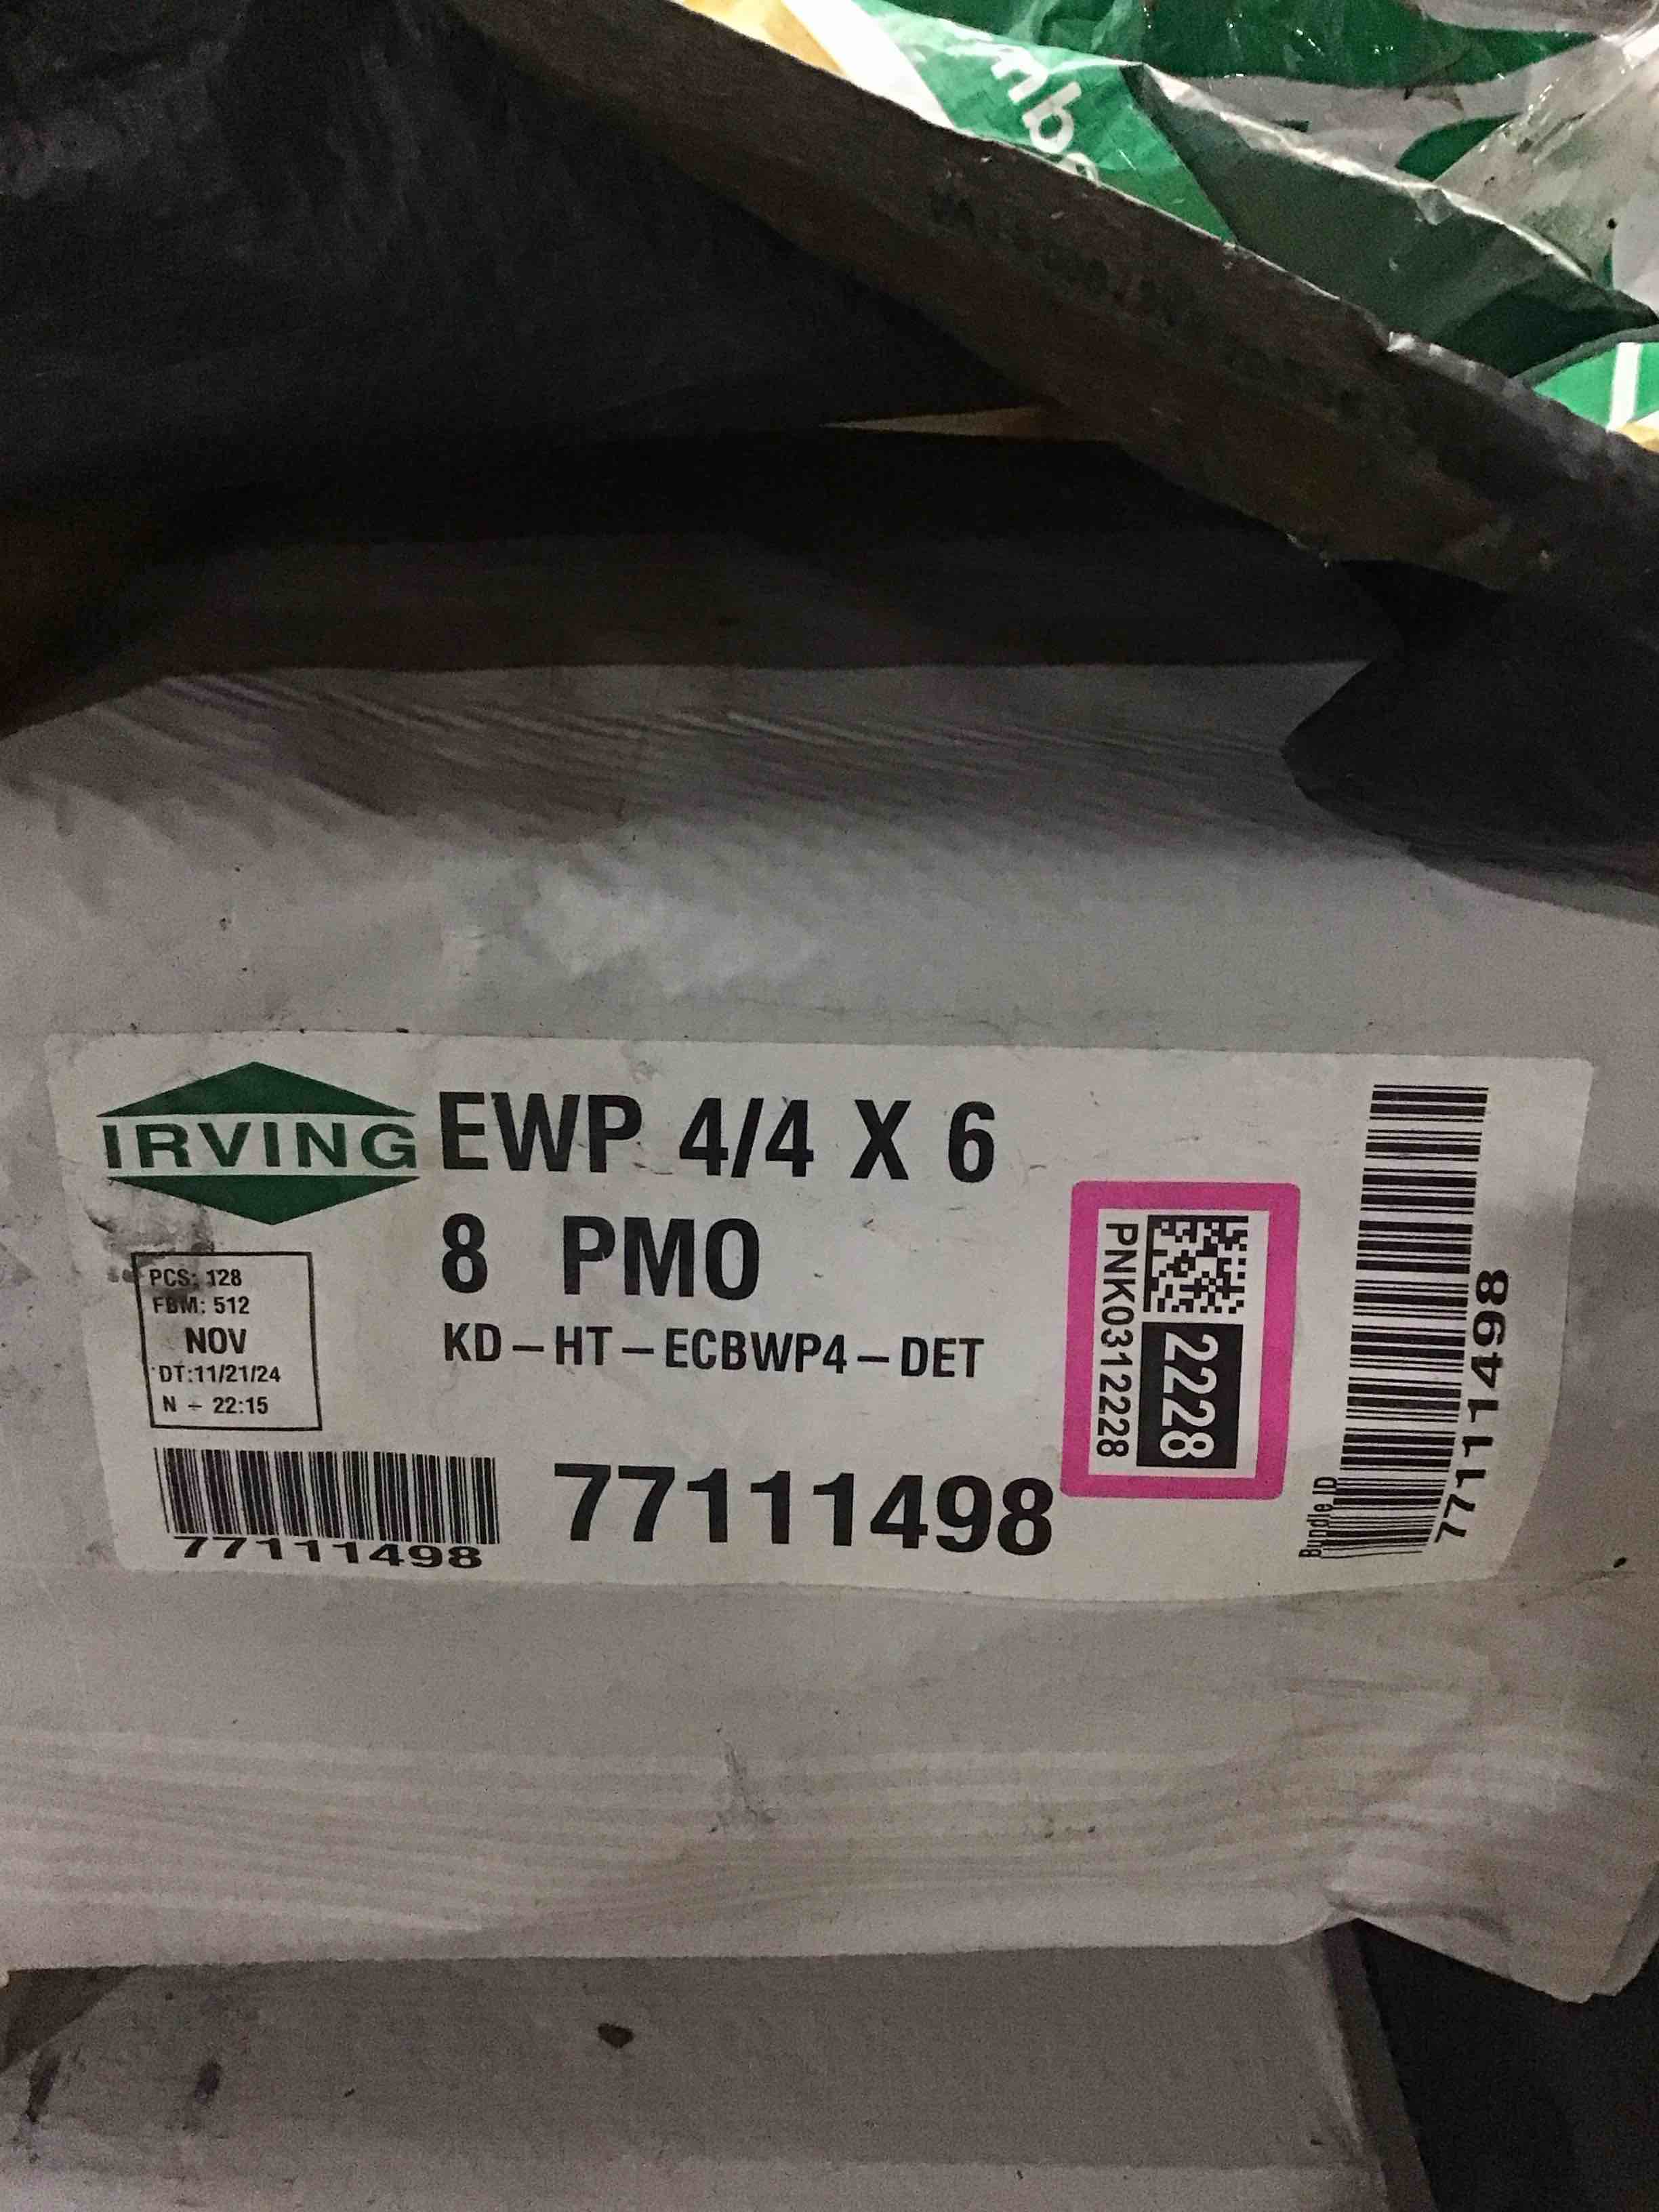 IRVING
EWP 4/4 X 6
8 PMO
KD-HT-ECBWP4-DET
PCS: 128
FBM: 512
NOV
DT:11/21/24
N - 22:15
77111498
77111498
PNK0312228
2228
Bundle ID
77111498